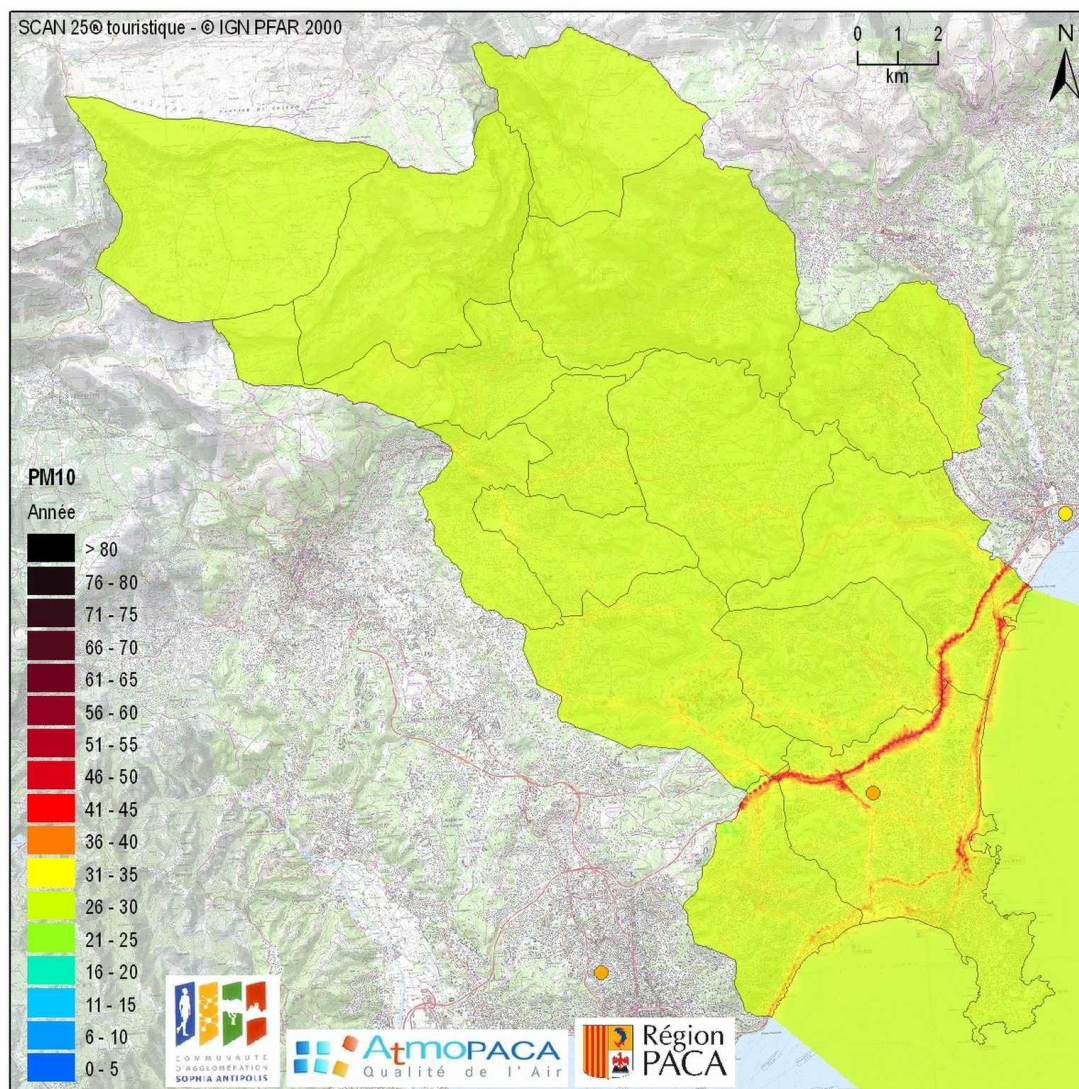 SCAN 25® touristique - © IGN PFAR 2000
0 1 2
km
N
PM10
Année
> 80
76 - 80
71 - 75
66 - 70
61 - 65
56 - 60
51 - 55
46 - 50
41 - 45
36 - 40
31 - 35
26 - 30
21 - 25
16 - 20
11 - 15
6 - 10
0 - 5
COMMUNAUTÉ
D'AGGLOMÉRATION
SOPHIA ANTIPOLIS
AtmoPACA
Qualité de l'Air
Région
PACA